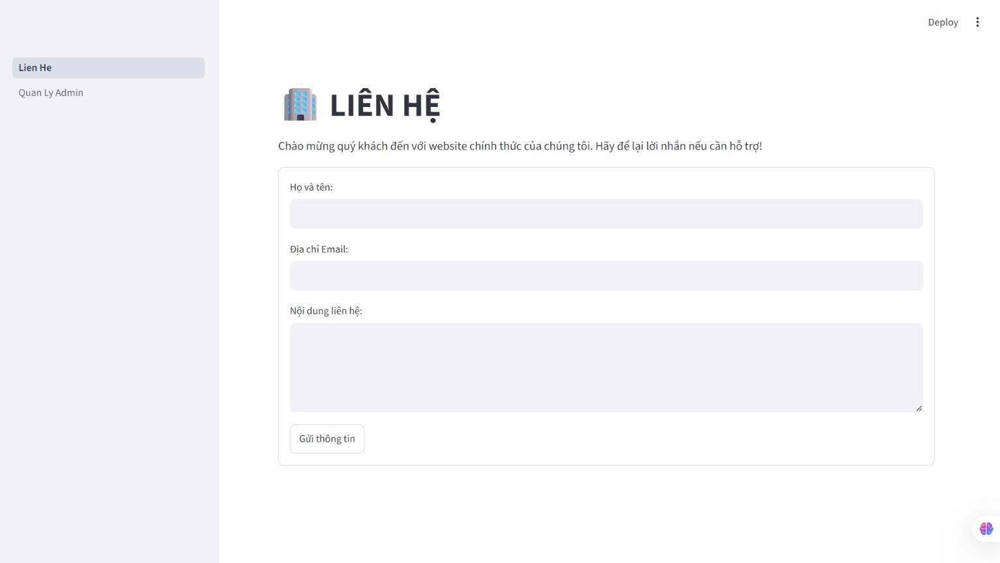 Deploy
Lien He
Quan Ly Admin
LIÊN HỆ
Chào mừng quý khách đến với website chính thức của chúng tôi. Hãy để lại lời nhắn nếu cần hỗ trợ!
Họ và tên:
Địa chỉ Email:
Nội dung liên hệ:
Gửi thông tin